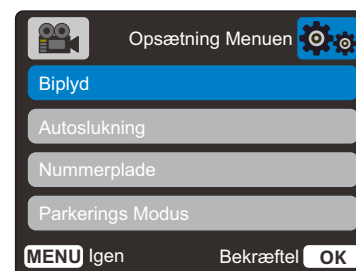 Opsætning Menuen
Biplyd
Autoslukning
Nummerplade
Parkerings Modus
MENU Igen Bekræftel OK